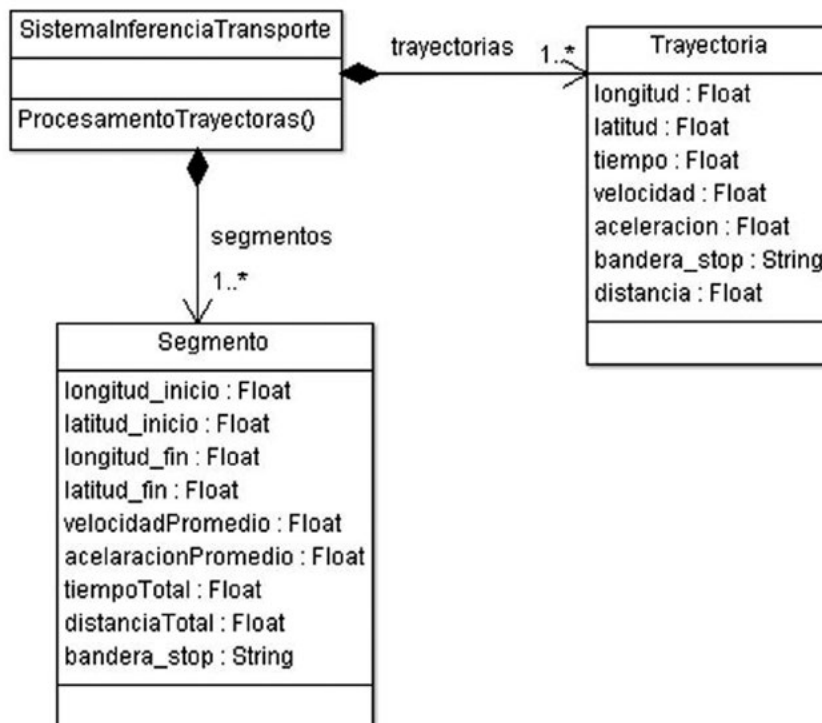 SistemaInferenciaTransporte
ProcesamentoTrayectoras()
trayectorias
1..*
Trayectoria
longitud : Float
latitud : Float
tiempo : Float
velocidad : Float
aceleracion : Float
bandera_stop : String
distancia : Float
segmentos
1..*
Segmento
longitud_inicio : Float
latitud_inicio : Float
longitud_fin : Float
latitud_fin : Float
velocidadPromedio : Float
acelaracionPromedio : Float
tiempoTotal : Float
distanciaTotal : Float
bandera_stop : String